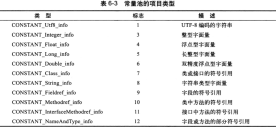 表 6-3 常量池的项目类型
类型 标志 描述
CONSTANT_Utf8_info 1 UTF-8 编码的字符串
CONSTANT_Integer_info 3 整型字面量
CONSTANT_Float_info 4 浮点型字面量
CONSTANT_Long_info 5 长整型字面量
CONSTANT_Double_info 6 双精度浮点型字面量
CONSTANT_Class_info 7 类或接口的符号引用
CONSTANT_String_info 8 字符串类型字面量
CONSTANT_Fieldref_info 9 字段的符号引用
CONSTANT_Methodref_info 10 类中方法的符号引用
CONSTANT_InterfaceMethodref_info 11 接口中方法的符号引用
CONSTANT_NameAndType_info 12 字段或方法的部分符号引用